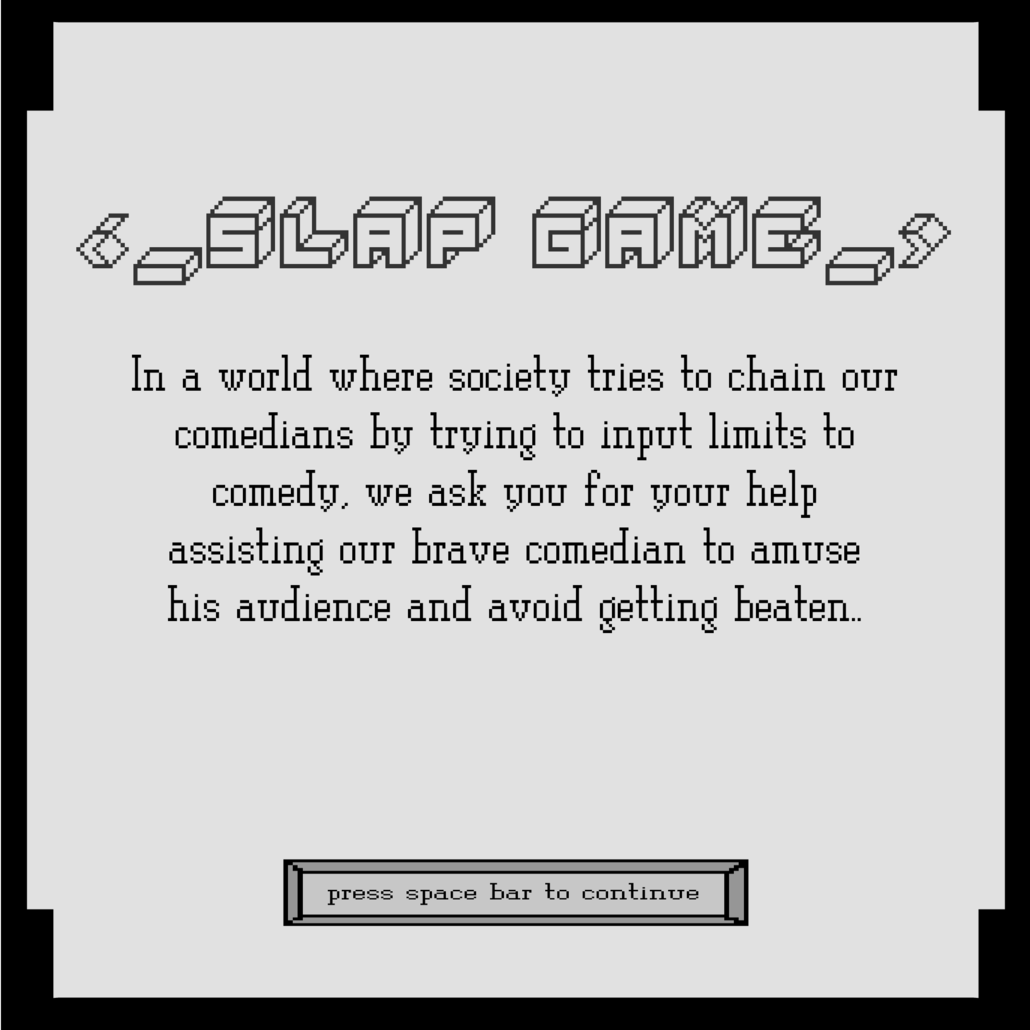 <_SLAP GAME_>
In a world where society tries to chain our
comedians by trying to input limits to
comedy, we ask you for your help
assisting our brave comedian to amuse
his audience and avoid getting beaten..
press space bar to continue